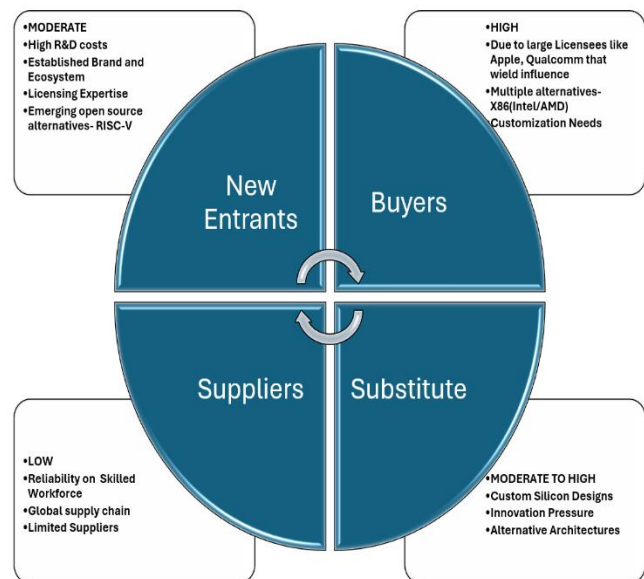 •MODERATE
•High R&D costs
•Established Brand and
Ecosystem
•Licensing Expertise
•Emerging open source
alternatives- RISC-V
•HIGH
•Due to large Licensees like
Apple, Qualcomm that
wield influence
•Multiple alternatives-
X86(Intel/AMD)
•Customization Needs
New
Entrants
Buyers
Suppliers
Substitute
•LOW
•Reliability on Skilled
Workforce
•Global supply chain
•Limited Suppliers
•MODERATE TO HIGH
•Custom Silicon Designs
•Innovation Pressure
•Alternative Architectures